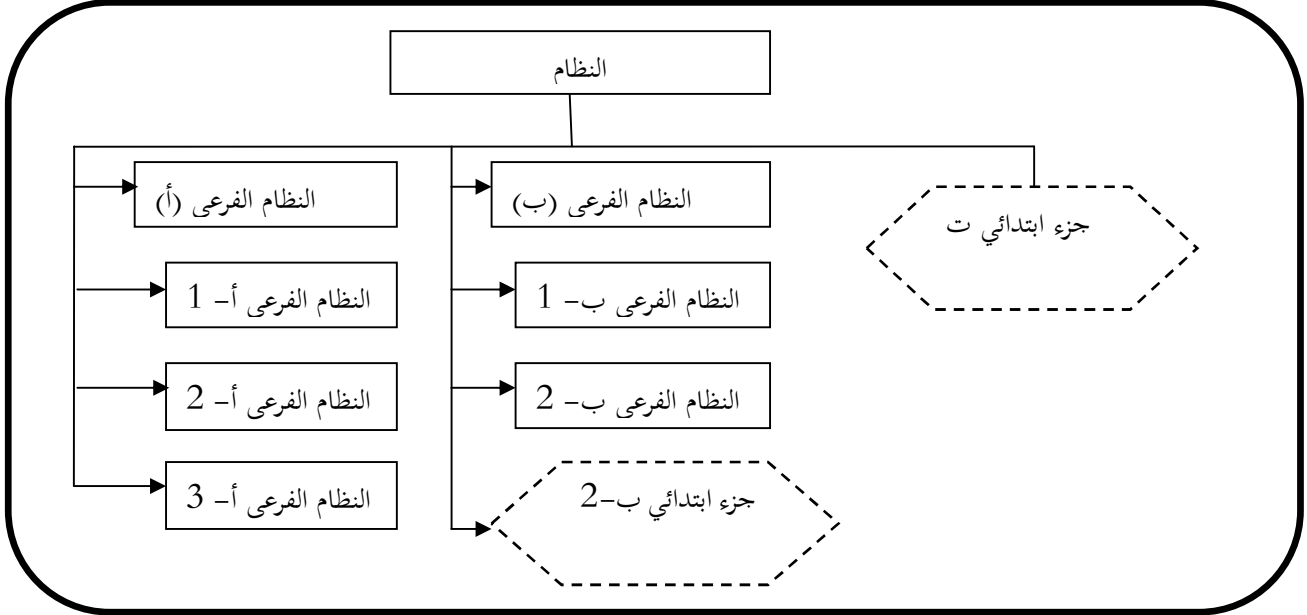 النظام
النظام الفرعى (أ)
النظام الفرعى (ب)
جزء ابتدائي ت
النظام الفرعى أ– 1
النظام الفرعى ب– 1
النظام الفرعى أ– 2
النظام الفرعى ب– 2
النظام الفرعى أ– 3
جزء ابتدائي ب–2